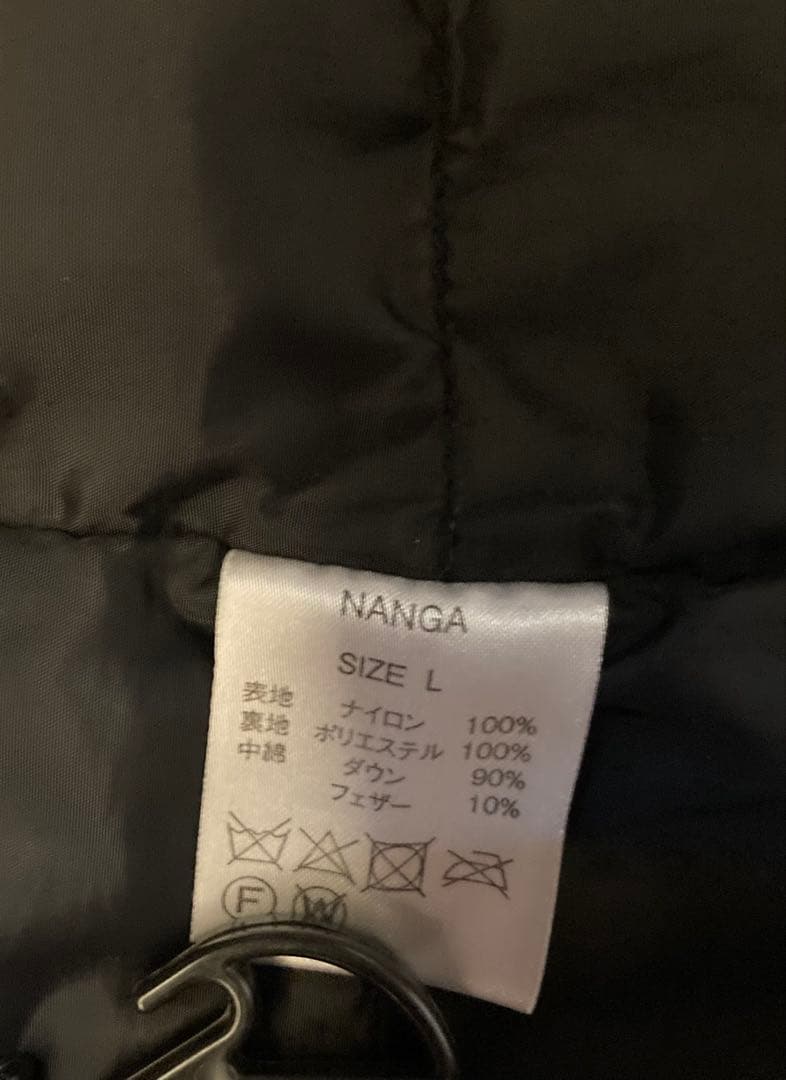 NANGA
SIZE L
表地 ナイロン 100%
裏地 ポリエステル 100%
中綿 ダウン 90%
フェザー 10%
F W